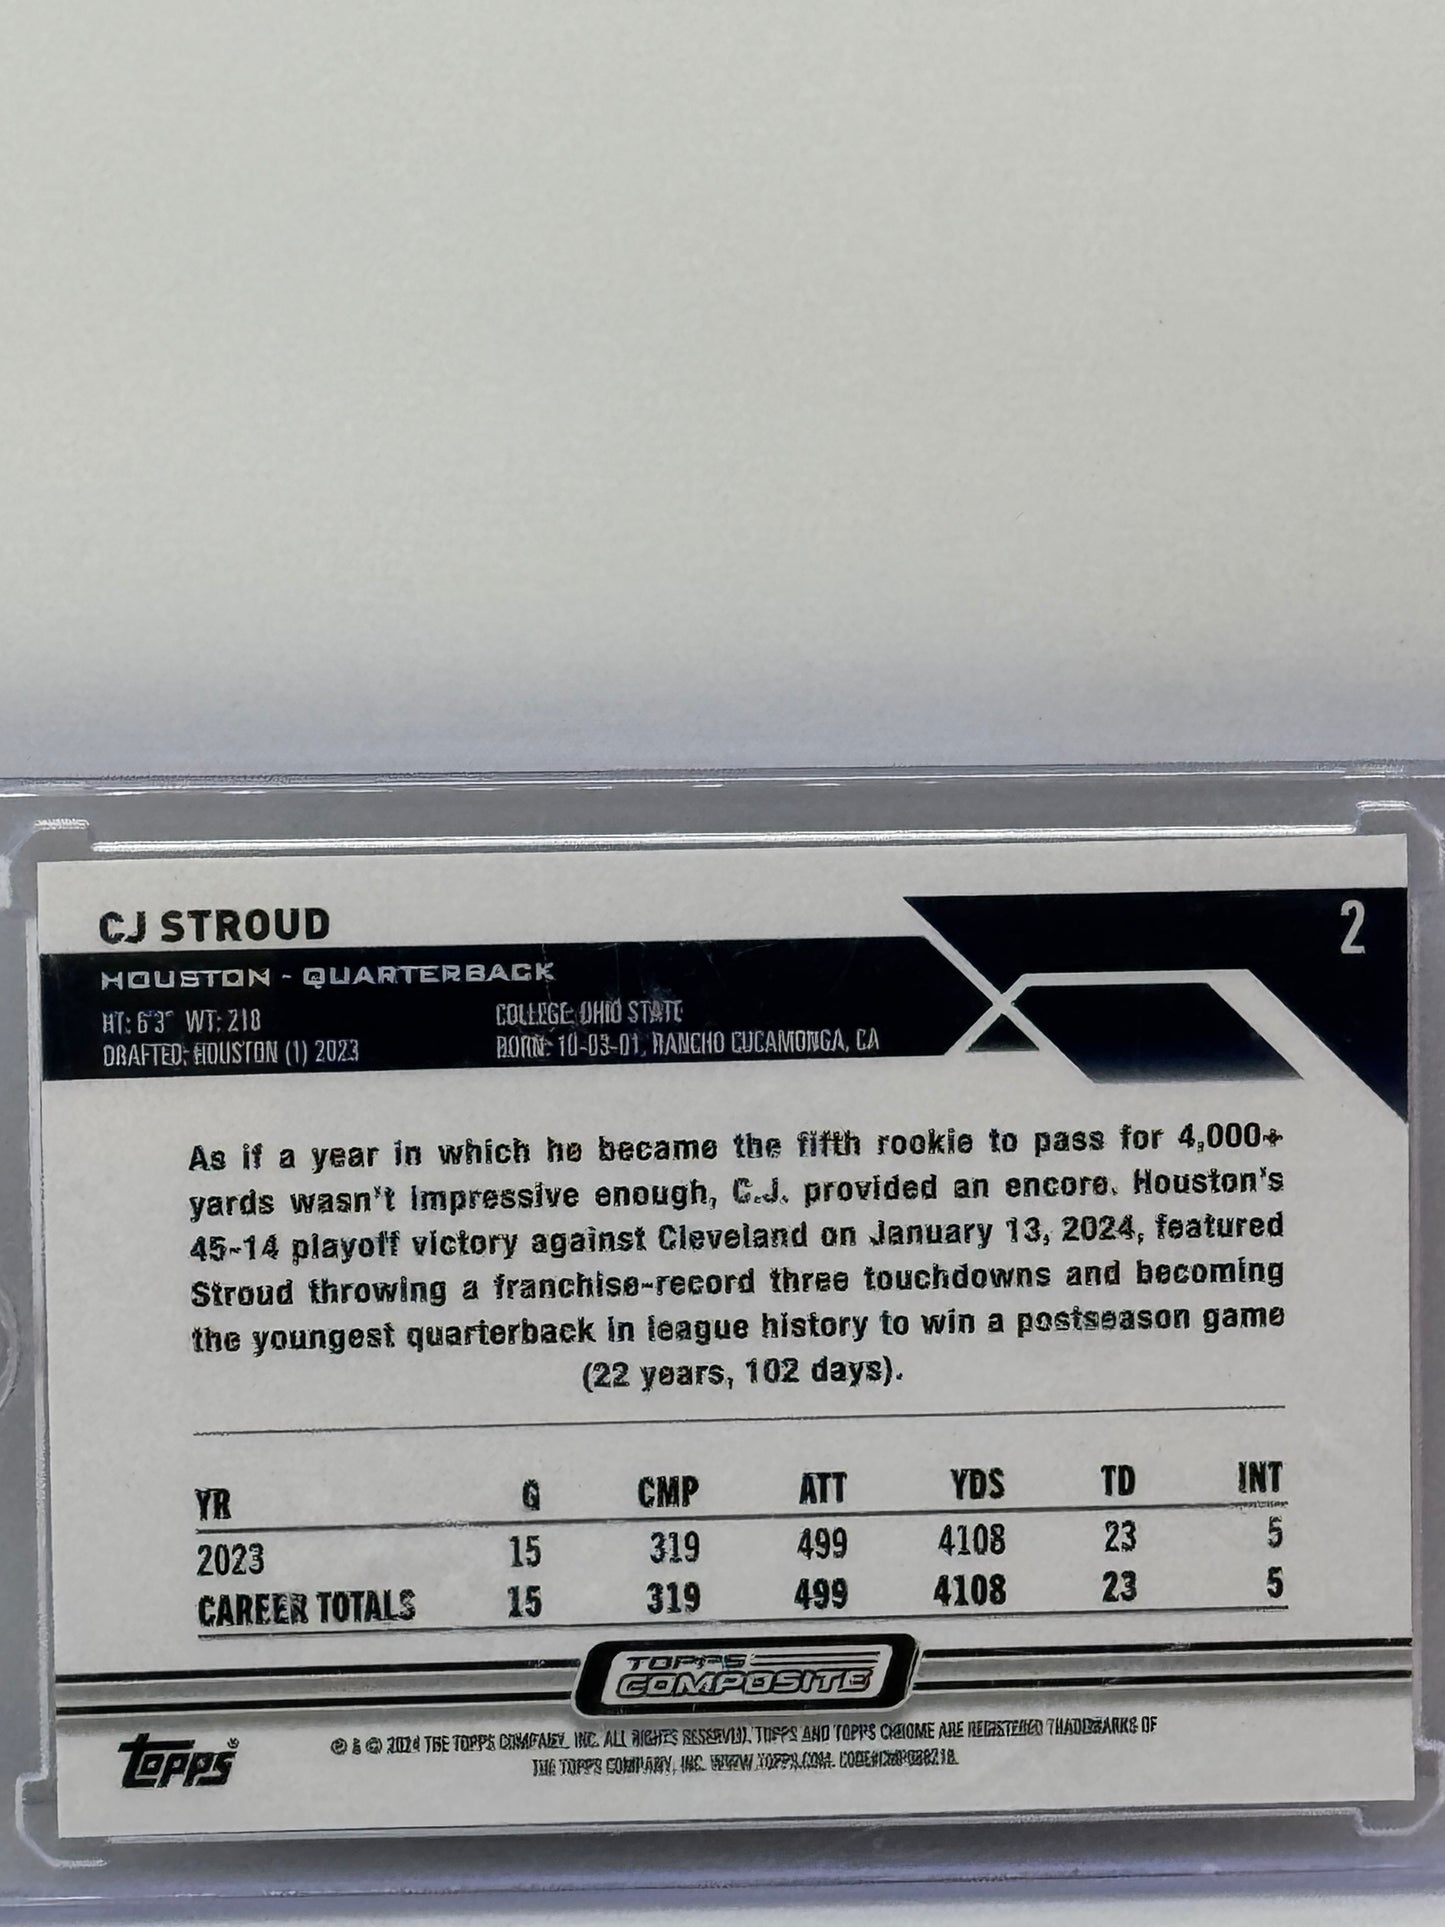 CJ STROUD
2
HOUSTON - QUARTERBACK
HT: 6'3" WT: 218
COLLEGE: OHIO STATE
DRAFTED: HOUSTON (1) 2023
BORN: 10-03-01, RANCHO CUCAMONGA, CA
As if a year in which he became the fifth rookie to pass for 4,000+
yards wasn't impressive enough, C.J. provided an encore. Houston's
45-14 playoff victory against Cleveland on January 13, 2024, featured
Stroud throwing a franchise-record three touchdowns and becoming
the youngest quarterback in league history to win a postseason game
(22 years, 102 days).
YR G CMP ATT YDS TD INT
2023 15 319 499 4108 23 5
CAREER TOTALS 15 319 499 4108 23 5
TOPPS
COMPOSITE
Topps
® & © 2024 THE TOPPS COMPANY, INC. ALL RIGHTS RESERVED. TOPPS AND TOPPS CHROME ARE REGISTERED TRADEMARKS OF
THE TOPPS COMPANY, INC. WWW.TOPPS.COM.